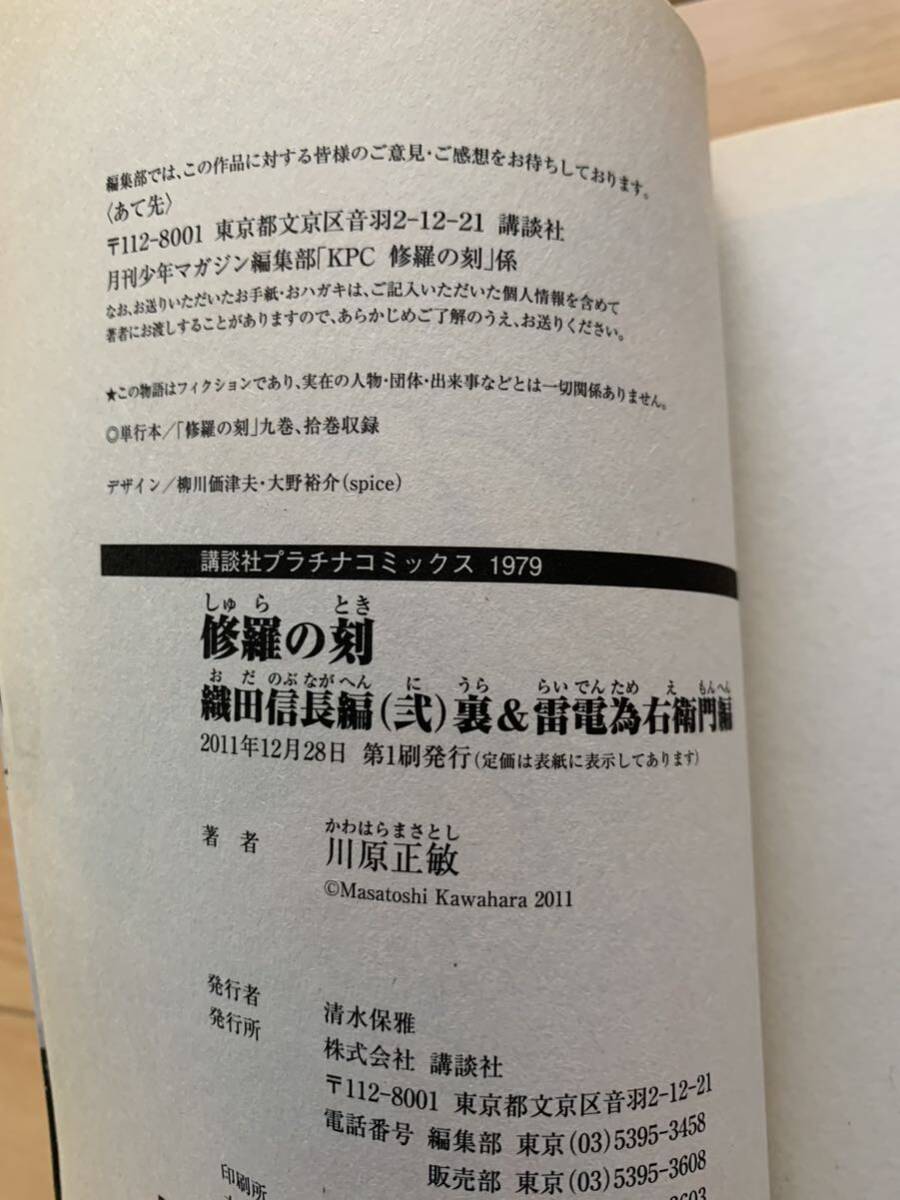 編集部では、この作品に対する皆様のご意見・ご感想をお待ちしております。
〈あて先〉
〒112-8001 東京都文京区音羽2-12-21 講談社
月刊少年マガジン編集部「KPC 修羅の刻」係
なお、お送りいただいたお手紙・おハガキは、ご記入いただいた個人情報を含めて
著者にお渡しすることがありますので、あらかじめご了解のうえ、お送りください。
★この物語はフィクションであり、実在の人物・団体・出来事などとは一切関係ありません。
◎単行本/「修羅の刻」九巻、拾巻収録
デザイン/柳川価津夫・大野裕介(spice)
講談社プラチナコミックス 1979
しゅ ら とき
修羅の刻
お だ のぶ なが へん に うら らい でん ため え もん へん
織田信長編(弐)裏&雷電為右衛門編
2011年12月28日 第1刷発行(定価は表紙に表示してあります)
かわはらまさとし
著 者 川原正敏
©Masatoshi Kawahara 2011
発行者 清水保雅
発行所 株式会社 講談社
〒112-8001 東京都文京区音羽2-12-21
電話番号 編集部 東京(03)5395-3458
販売部 東京(03)5395-3608
印刷所